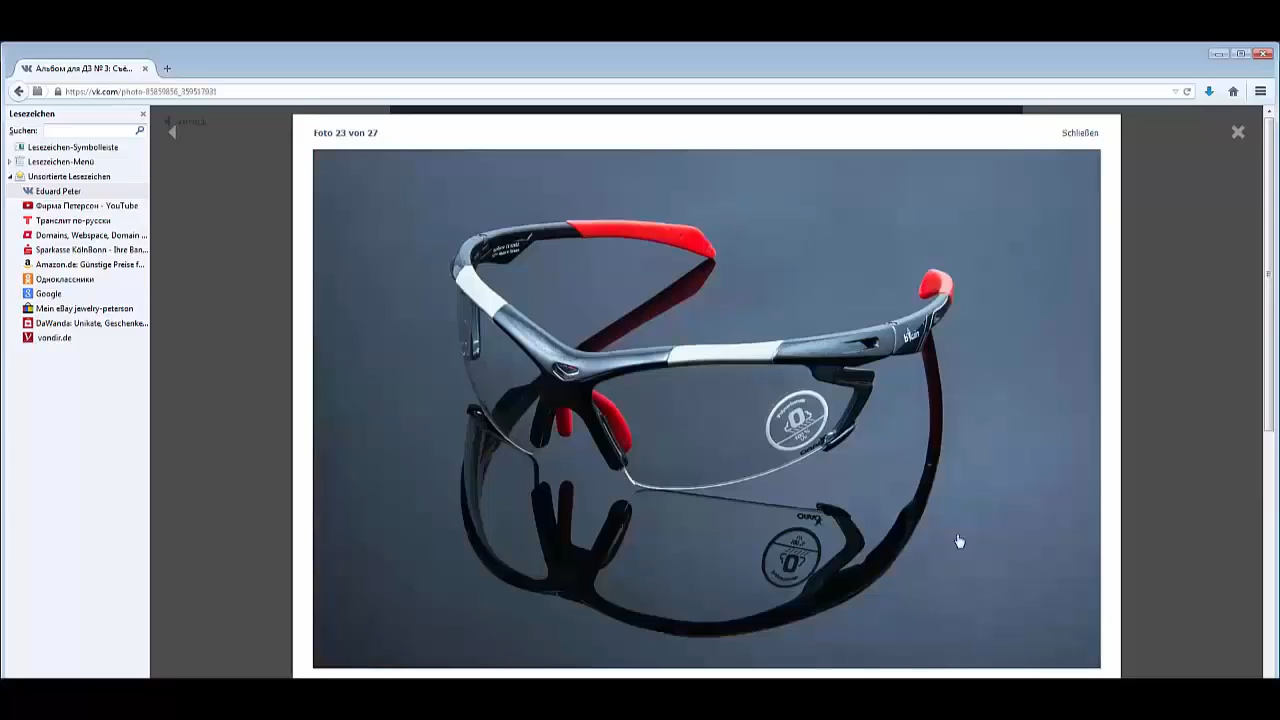 Альбом для ДЗ № 3: Съё...
https://vk.com/photo-85859856_359517931
Lesezeichen
Suchen:
Lesezeichen-Symbolleiste
Lesezeichen-Menü
Unsortierte Lesezeichen
Eduard Peter
Фирма Петерсон - YouTube
Транслит по-русски
Domains, Webspace, Domain ...
Sparkasse KölnBonn - Ihre Ban...
Amazon.de: Günstige Preise f...
Одноклассники
Google
Mein eBay jewelry-peterson
DaWanda: Unikate, Geschenke...
vondir.de
Foto 23 von 27
Schließen
0